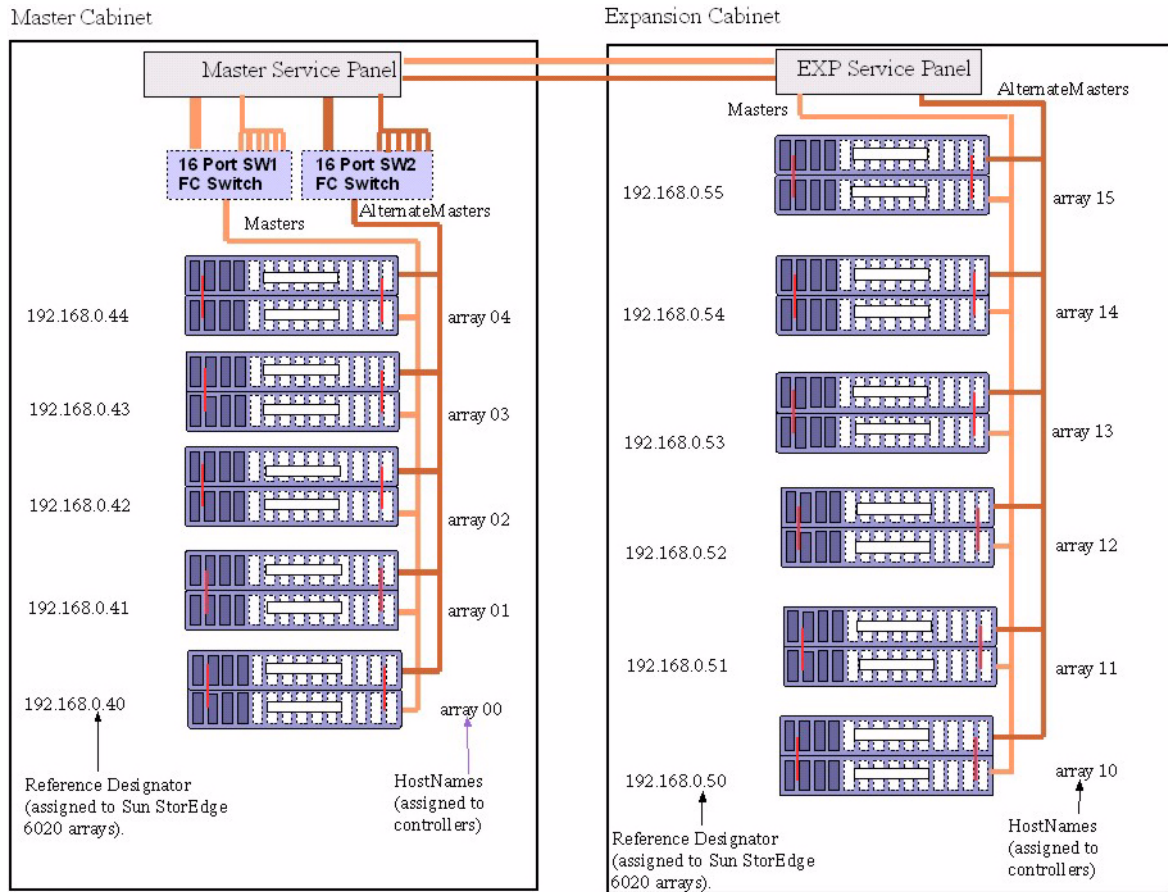 Master Cabinet
Master Service Panel
16 Port SW1
FC Switch
16 Port SW2
FC Switch
Masters
AlternateMasters
192.168.0.44
array 04
192.168.0.43
array 03
192.168.0.42
array 02
192.168.0.41
array 01
192.168.0.40
array 00
Reference Designator
(assigned to Sun StorEdge
6020 arrays).
HostNames
(assigned to
controllers)
Expansion Cabinet
EXP Service Panel
Masters
AlternateMasters
192.168.0.55
array 15
192.168.0.54
array 14
192.168.0.53
array 13
192.168.0.52
array 12
192.168.0.51
array 11
192.168.0.50
array 10
Reference Designator
(assigned to Sun StorEdge
6020 arrays).
HostNames
(assigned to
controllers)